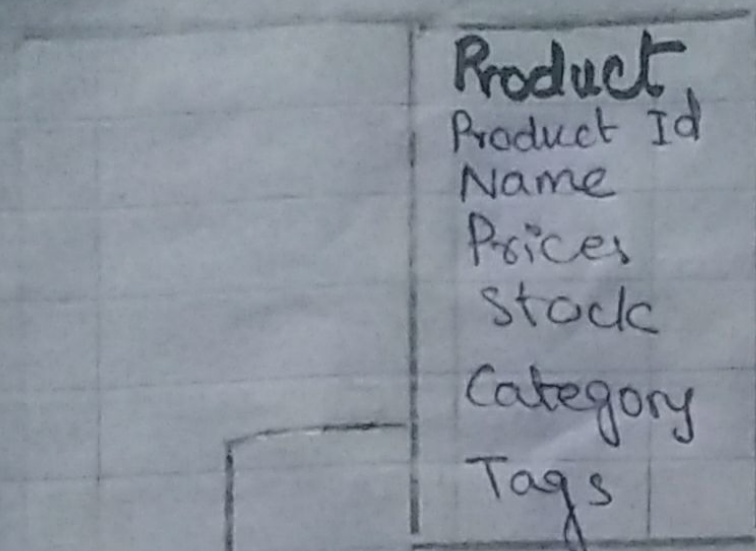 Product
Product Id
Name
Prices
Stock
Category
Tags